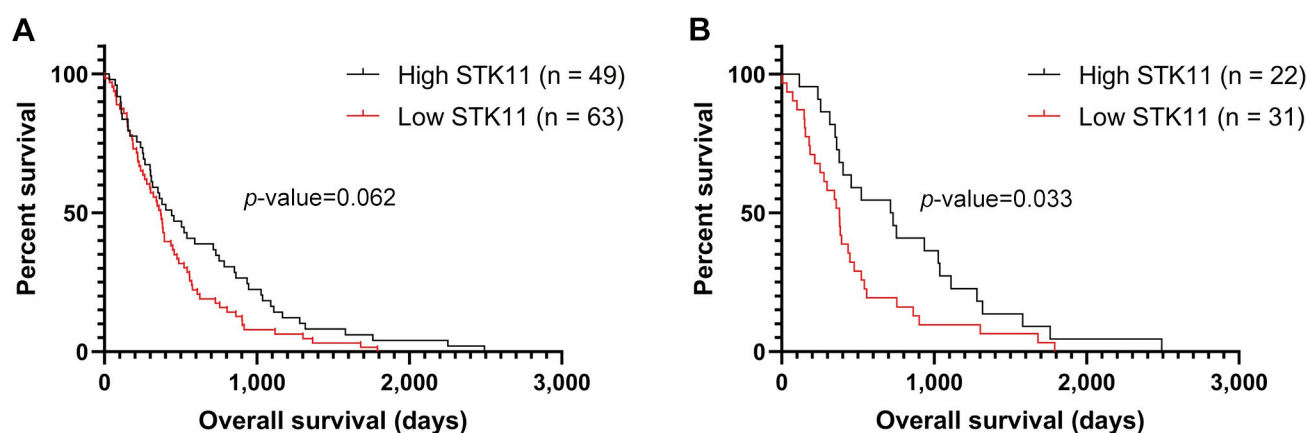 A
High STK11 (n = 49)
Low STK11 (n = 63)
p-value=0.062
Percent survival
100
50
0
0 1,000 2,000 3,000
Overall survival (days)
B
High STK11 (n = 22)
Low STK11 (n = 31)
p-value=0.033
Percent survival
100
50
0
0 1,000 2,000 3,000
Overall survival (days)